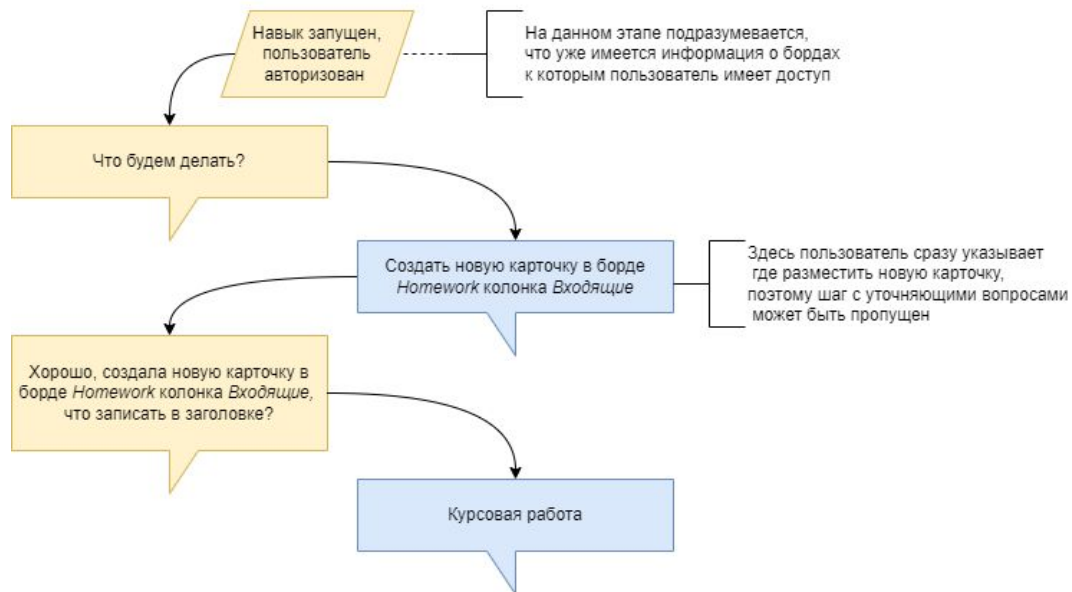 Навык запущен,
пользователь
авторизован
На данном этапе подразумевается,
что уже имеется информация о бордах
к которым пользователь имеет доступ
Что будем делать?
Создать новую карточку в борде
Homework колонка Входящие
Здесь пользователь сразу указывает
где разместить новую карточку,
поэтому шаг с уточняющими вопросами
может быть пропущен
Хорошо, создала новую карточку в
борде Homework колонка Входящие,
что записать в заголовке?
Курсовая работа